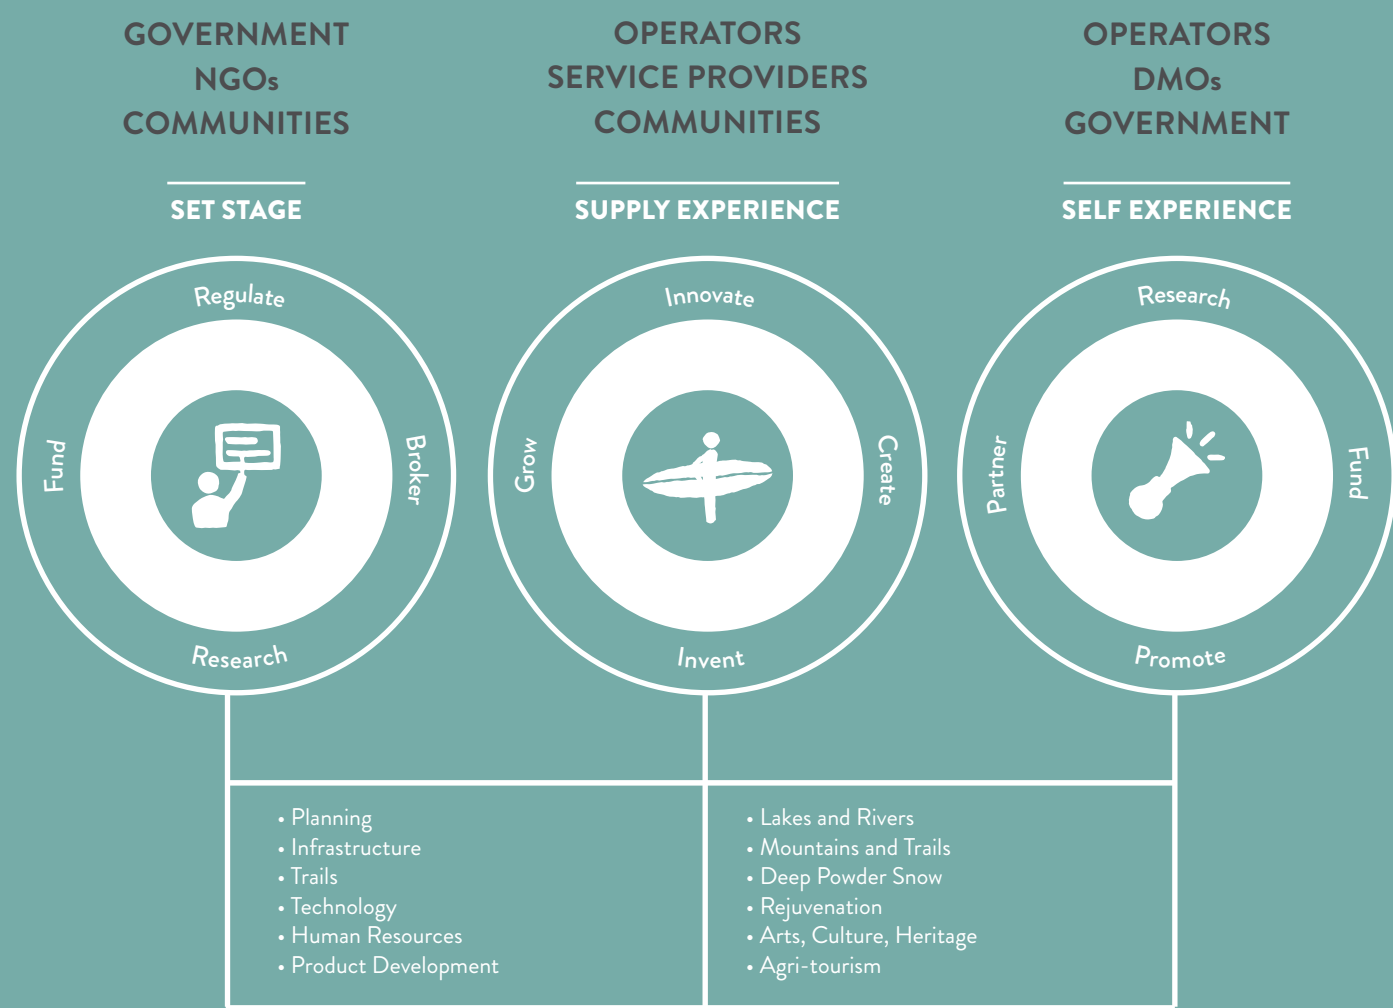 GOVERNMENT
NGOs
COMMUNITIES
SET STAGE
Regulate
Fund
Broker
Research
OPERATORS
SERVICE PROVIDERS
COMMUNITIES
SUPPLY EXPERIENCE
Innovate
Grow
Create
Invent
OPERATORS
DMOs
GOVERNMENT
SELF EXPERIENCE
Research
Partner
Fund
Promote
• Planning
• Infrastructure
• Trails
• Technology
• Human Resources
• Product Development
• Lakes and Rivers
• Mountains and Trails
• Deep Powder Snow
• Rejuvenation
• Arts, Culture, Heritage
• Agri-tourism